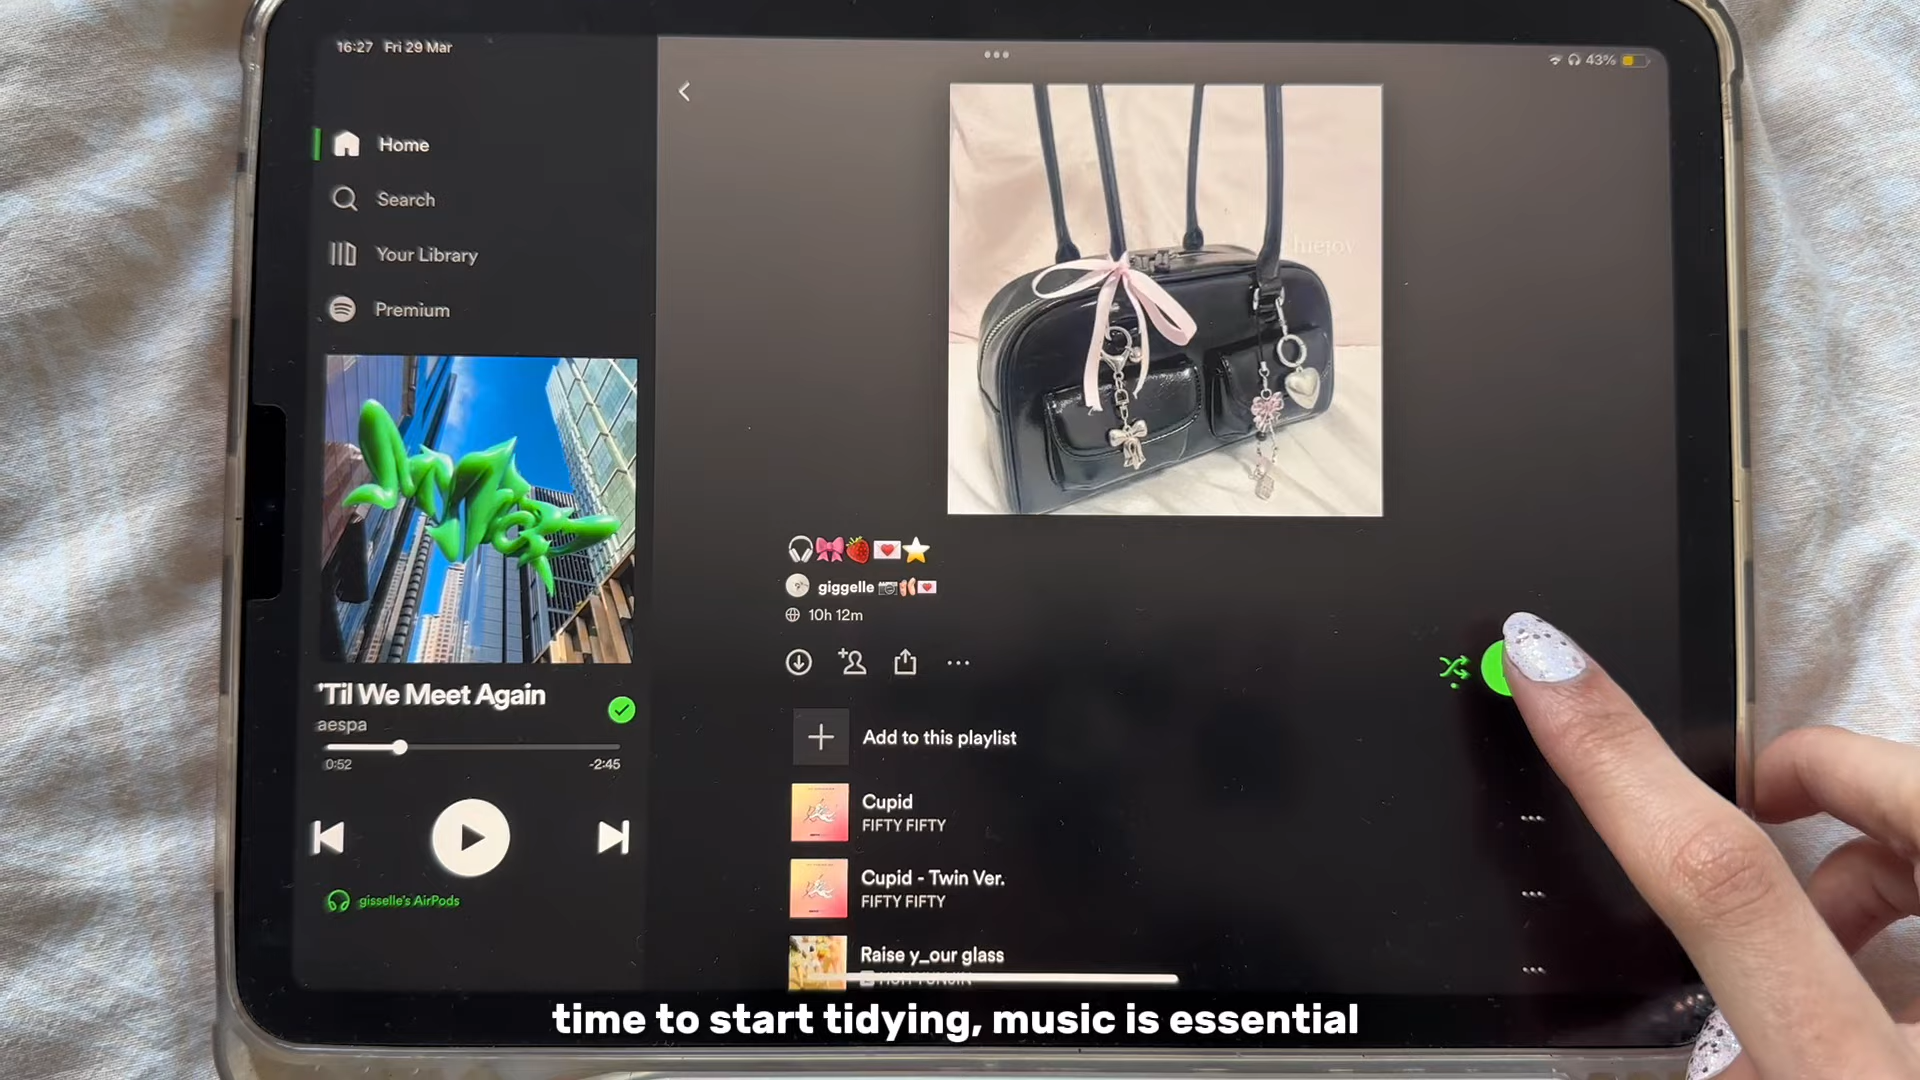 16:27 Fri 29 Mar
43%
Home
Search
Your Library
Premium
'Til We Meet Again
aespa
0:52
-2:45
gisselle's AirPods
giggelle
10h 12m
Add to this playlist
Cupid
FIFTY FIFTY
Cupid - Twin Ver.
FIFTY FIFTY
Raise y_our glass
time to start tidying, music is essential